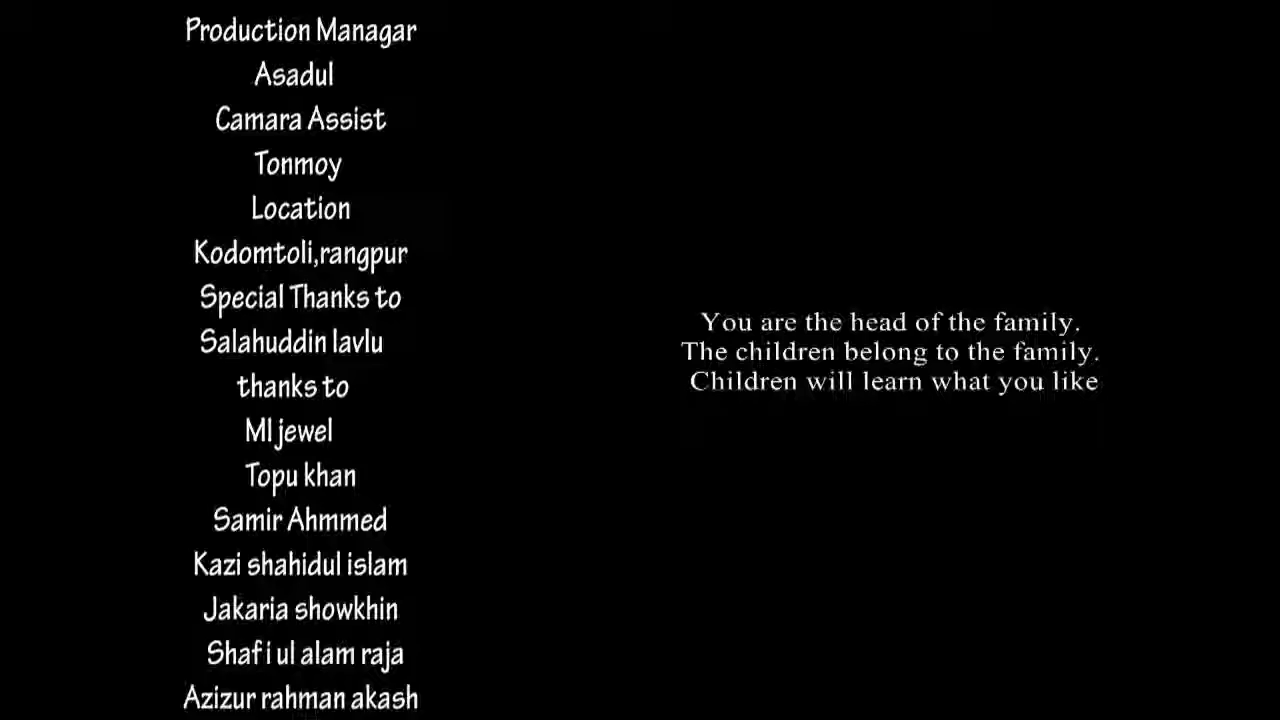 Production Managar
Asadul
Camara Assist
Tonmoy
Location
Kodomtoli,rangpur
Special Thanks to
Salahuddin lavlu
thanks to
MI jewel
Topu khan
Samir Ahmmed
Kazi shahidul islam
Jakaria showkhin
Shafi ul alam raja
Azizur rahman akash
You are the head of the family.
The children belong to the family.
Children will learn what you like